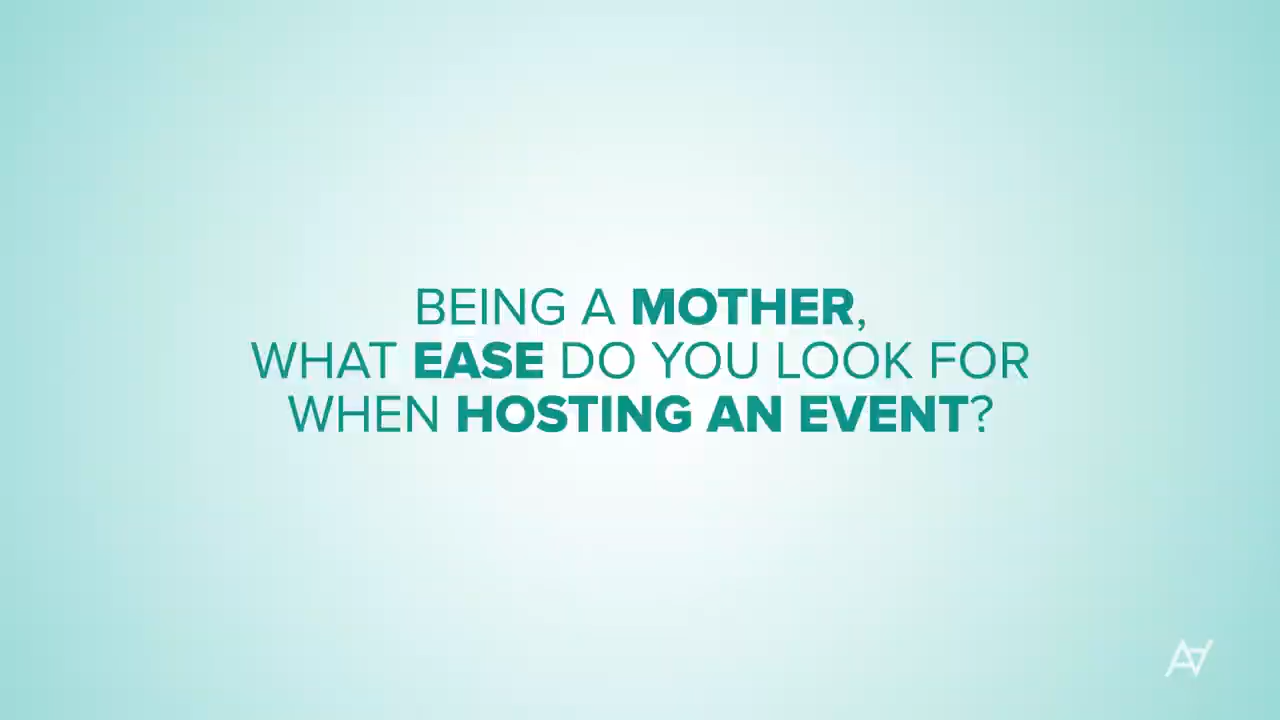 BEING A MOTHER,
WHAT EASE DO YOU LOOK FOR
WHEN HOSTING AN EVENT?